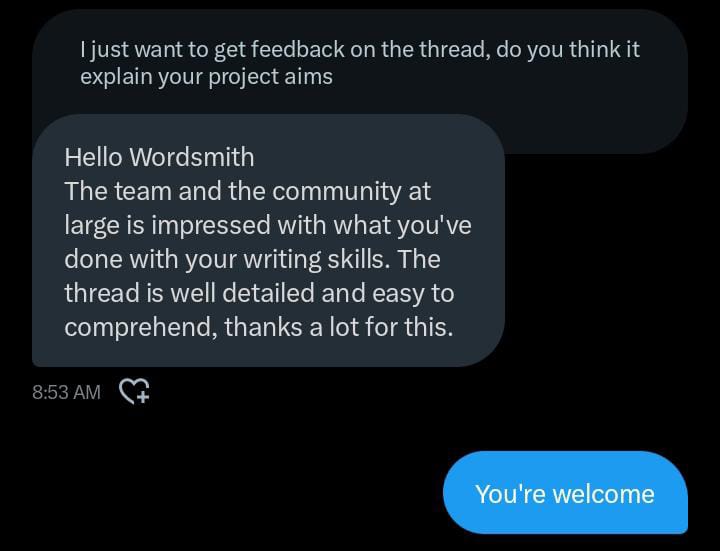 I just want to get feedback on the thread, do you think it
explain your project aims
Hello Wordsmith
The team and the community at
large is impressed with what you've
done with your writing skills. The
thread is well detailed and easy to
comprehend, thanks a lot for this.
8:53 AM
You're welcome